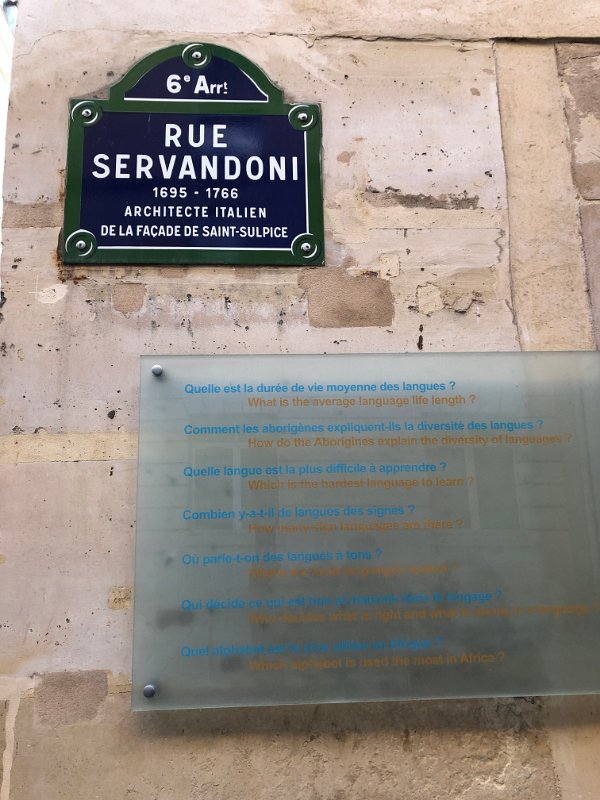 6e Arrt
RUE
SERVANDONI
1695 - 1766
ARCHITECTE ITALIEN
DE LA FAÇADE DE SAINT-SULPICE
Quelle est la durée de vie moyenne des langues ?
What is the average language life length ?
Comment les aborigènes expliquent-ils la diversité des langues ?
How do the Aborigines explain the diversity of languages ?
Quelle langue est la plus difficile à apprendre ?
Which is the hardest language to learn ?
Combien y-a-t-il de langues des signes ?
How many sign languages are there ?
Où parle-t-on des langues à tons ?
Qui décide ce qui est bon ou mauvais dans le langage ?
Who decides what is right and what is wrong in a language
Quel alphabet est le plus utilisé en Afrique ?
Which alphabet is used the most in Africa ?